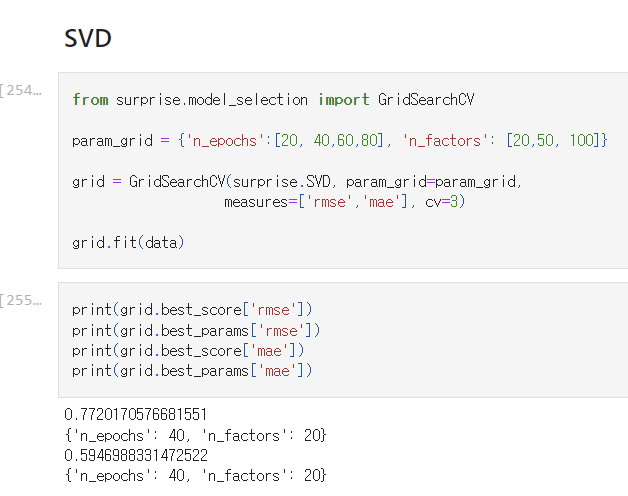 SVD
[254...
from surprise.model_selection import GridSearchCV
param_grid = {'n_epochs':[20, 40,60,80], 'n_factors': [20,50, 100]}
grid = GridSearchCV(surprise.SVD, param_grid=param_grid,
measures=['rmse','mae'], cv=3)
grid.fit(data)
[255...
print(grid.best_score['rmse'])
print(grid.best_params['rmse'])
print(grid.best_score['mae'])
print(grid.best_params['mae'])
0.7720170576681551
{'n_epochs': 40, 'n_factors': 20}
0.5946988331472522
{'n_epochs': 40, 'n_factors': 20}